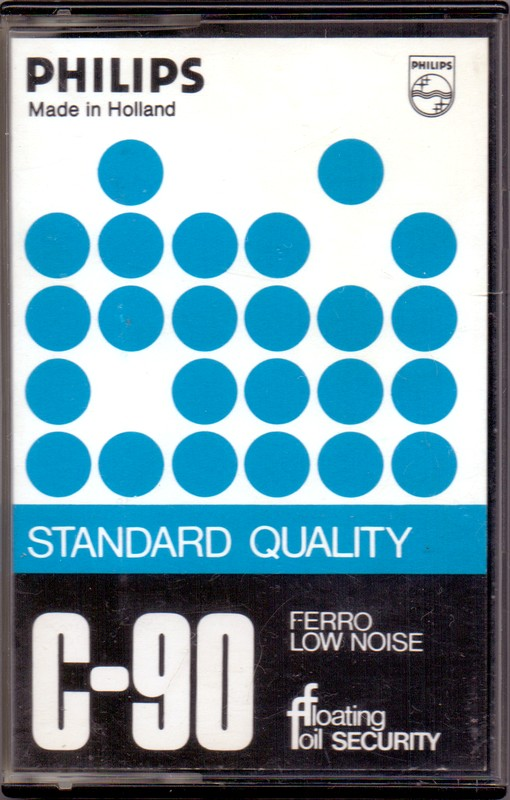 PHILIPS
Made in Holland
PHILIPS
STANDARD QUALITY
C-90
FERRO
LOW NOISE
floating
foil SECURITY